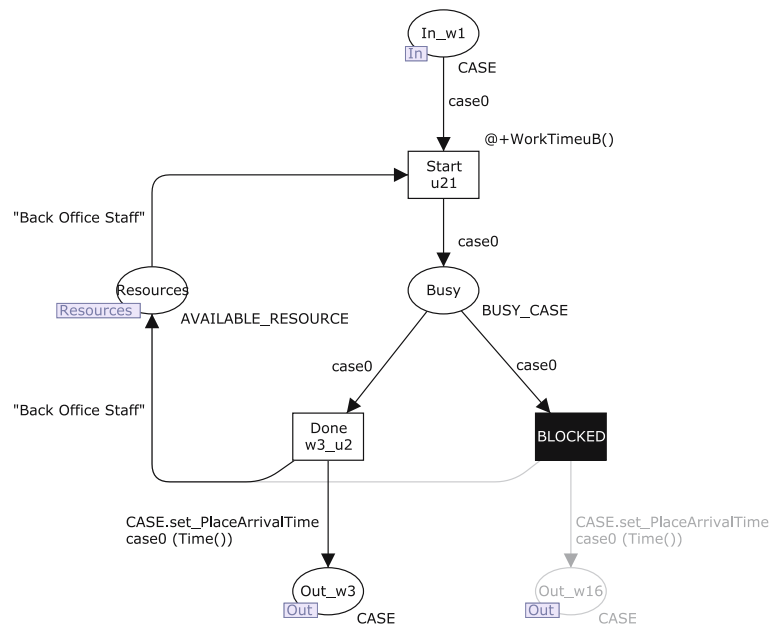 In_w1
In
CASE
case0
@+WorkTimeuB()
Start
u21
"Back Office Staff"
case0
Resources
Resources
AVAILABLE_RESOURCE
Busy
BUSY_CASE
case0
case0
"Back Office Staff"
Done
w3_u2
BLOCKED
CASE.set_PlaceArrivalTime
case0 (Time())
CASE.set_PlaceArrivalTime
case0 (Time())
Out_w3
Out
CASE
Out_w16
Out
CASE